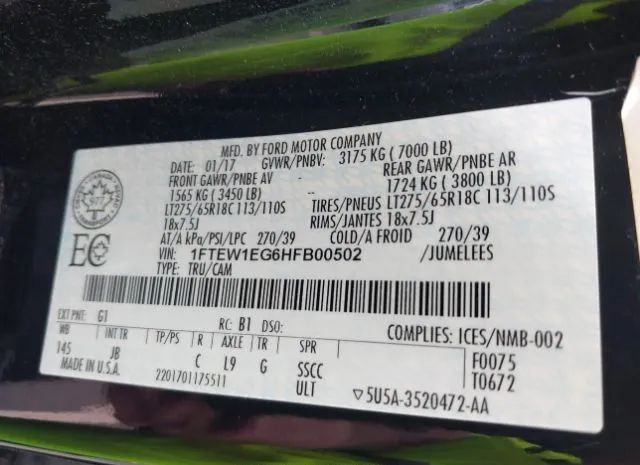 MFD. BY FORD MOTOR COMPANY
DATE: 01/17 GVWR/PNBV: 3175 KG ( 7000 LB)
FRONT GAWR/PNBE AV REAR GAWR/PNBE AR
1565 KG ( 3450 LB) 1724 KG ( 3800 LB)
LT275/65R18C 113/110S TIRES/PNEUS LT275/65R18C 113/110S
18x7.5J RIMS/JANTES 18x7.5J
AT/A kPa/PSI/LPC 270/39 COLD/A FROID 270/39
VIN: 1FTEW1EG6HFB00502 /JUMELEES
TYPE: TRU/CAM
EC
EXT PNT: G1 RC: B1 DSO: COMPLIES: ICES/NMB-002
WB INT TR TP/PS R AXLE TR SPR F0075
145 JB C L9 G SSCC T0672
MADE IN U.S.A. 2201701175511 ULT ▽5U5A-3520472-AA